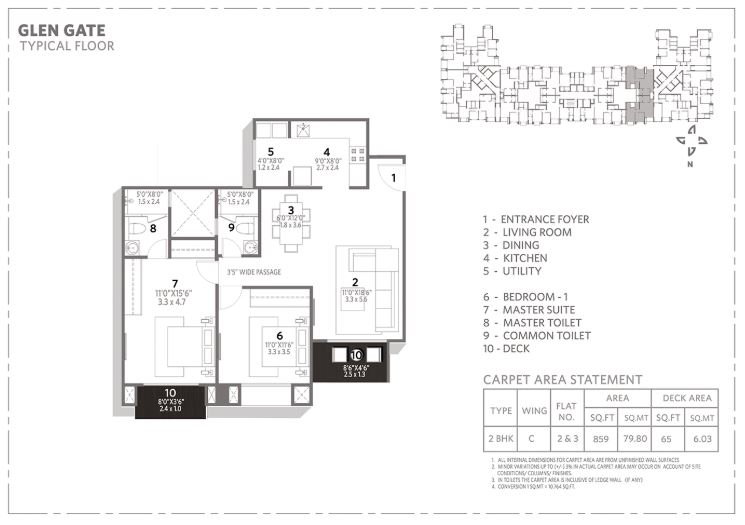 GLEN GATE
TYPICAL FLOOR
N
5
4'0"X8'0"
1.2 x 2.4
4
9'0"X8'0"
2.7 x 2.4
1
5'0"X8'0"
1.5 x 2.4
5'0"X8'0"
1.5 x 2.4
8
9
3
6'0"X12'0"
1.8 x 3.6
3'5" WIDE PASSAGE
7
11'0"X15'6"
3.3 x 4.7
2
11'0"X18'6"
3.3 x 5.6
6
11'0"X11'6"
3.3 x 3.5
10
8'6"X4'6"
2.5 x 1.3
10
8'0"X3'6"
2.4 x 1.0
1 - ENTRANCE FOYER
2 - LIVING ROOM
3 - DINING
4 - KITCHEN
5 - UTILITY
6 - BEDROOM - 1
7 - MASTER SUITE
8 - MASTER TOILET
9 - COMMON TOILET
10 - DECK
CARPET AREA STATEMENT
TYPE WING FLAT NO. AREA DECK AREA
SQ.FT SQ.MT SQ.FT SQ.MT
2 BHK C 2 & 3 859 79.80 65 6.03
1. ALL INTERNAL DIMENSIONS FOR CARPET AREA ARE FROM UNFINISHED WALL SURFACES
2. MINOR VARIATIONS UP TO (+/-) 3% IN ACTUAL CARPET AREA MAY OCCUR ON ACCOUNT OF SITE
CONDITIONS/ COLUMNS/ FINISHES.
3. IN TOILETS THE CARPET AREA IS INCLUSIVE OF LEDGE WALL (IF ANY)
4. CONVERSION 1 SQ.MT = 10.764 SQ.FT.